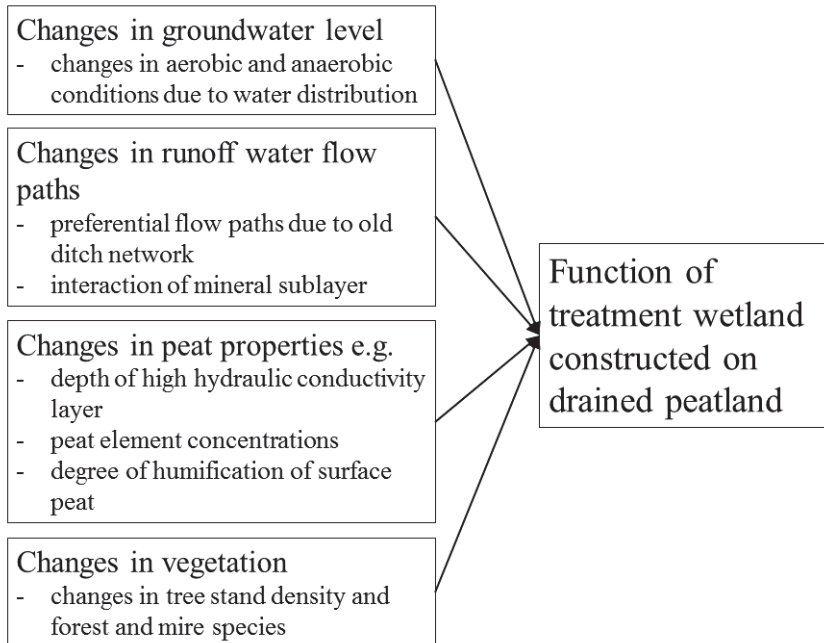 Changes in groundwater level
- changes in aerobic and anaerobic
conditions due to water distribution
Changes in runoff water flow
paths
- preferential flow paths due to old
ditch network
- interaction of mineral sublayer
Changes in peat properties e.g.
- depth of high hydraulic conductivity
layer
- peat element concentrations
- degree of humification of surface
peat
Changes in vegetation
- changes in tree stand density and
forest and mire species
Function of
treatment wetland
constructed on
drained peatland